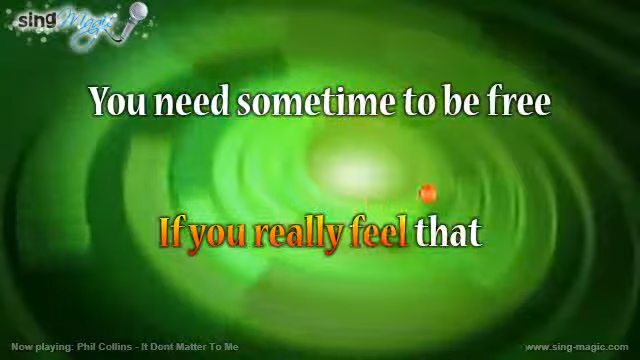 sing Magic
You need sometime to be free
If you really feel that
Now playing: Phil Collins - It Dont Matter To Me
www.sing-magic.com